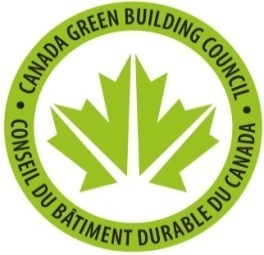 CANADA GREEN BUILDING COUNCIL
CONSEIL DU BÂTIMENT DURABLE DU CANADA